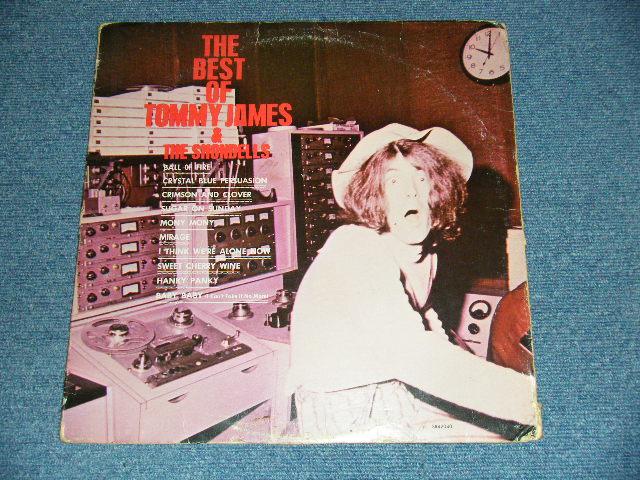 THE
BEST
OF
TOMMY JAMES
&
THE SHONDELLS
BALL OF FIRE
CRYSTAL BLUE PERSUASION
CRIMSON AND CLOVER
SUGAR ON SUNDAY
MONY MONY
MIRAGE
I THINK WE'RE ALONE NOW
SWEET CHERRY WINE
HANKY PANKY
BABY, BABY (I Can't Take It No More)
SR42040